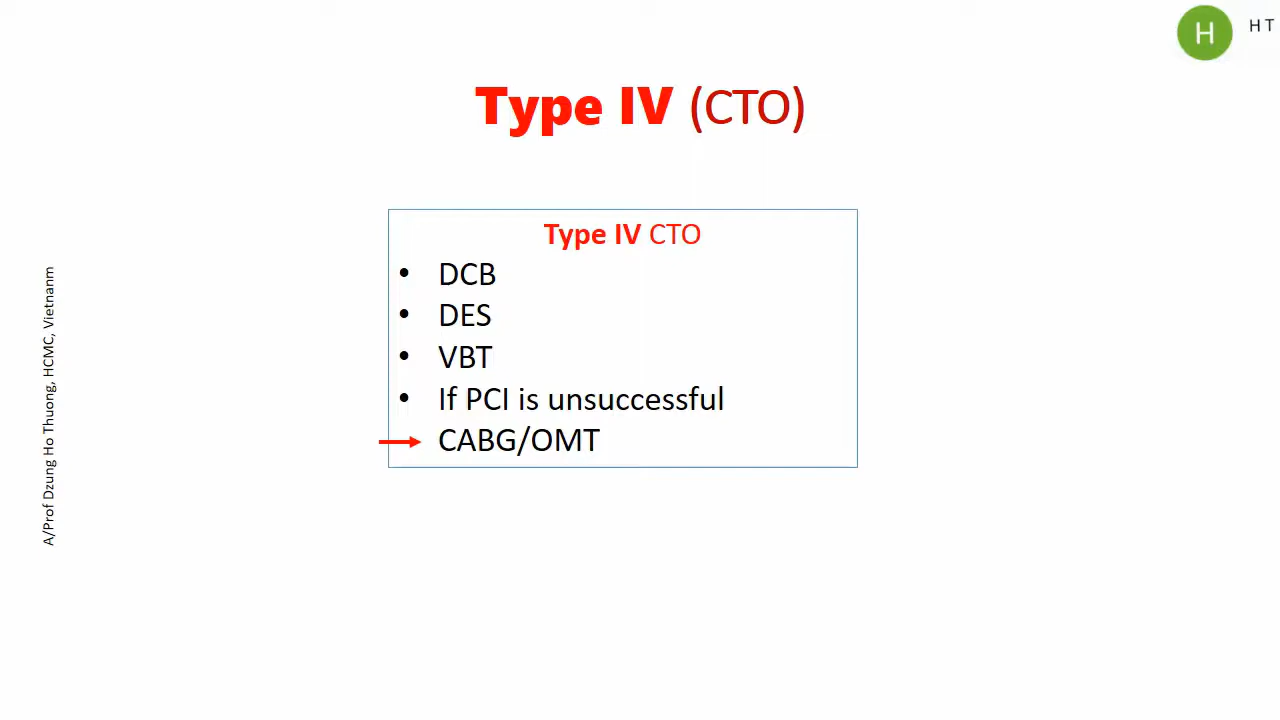 H
H T
Type IV (CTO)
Type IV CTO
• DCB
• DES
• VBT
• If PCI is unsuccessful
CABG/OMT
A/Prof Dzung Ho Thuong, HCMC, Vietnanm